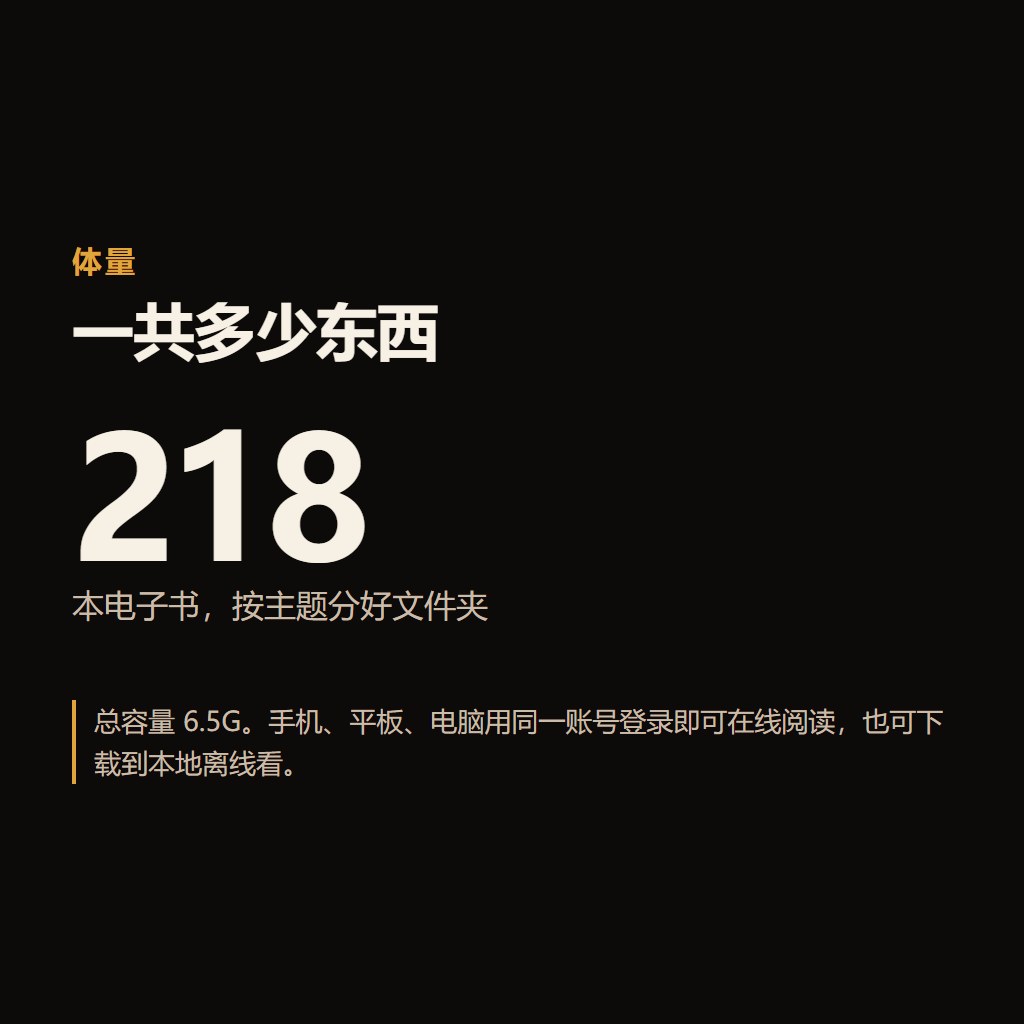 体量
一共多少东西
218
本电子书，按主题分好文件夹
总容量 6.5G。手机、平板、电脑用同一账号登录即可在线阅读，也可下
载到本地离线看。